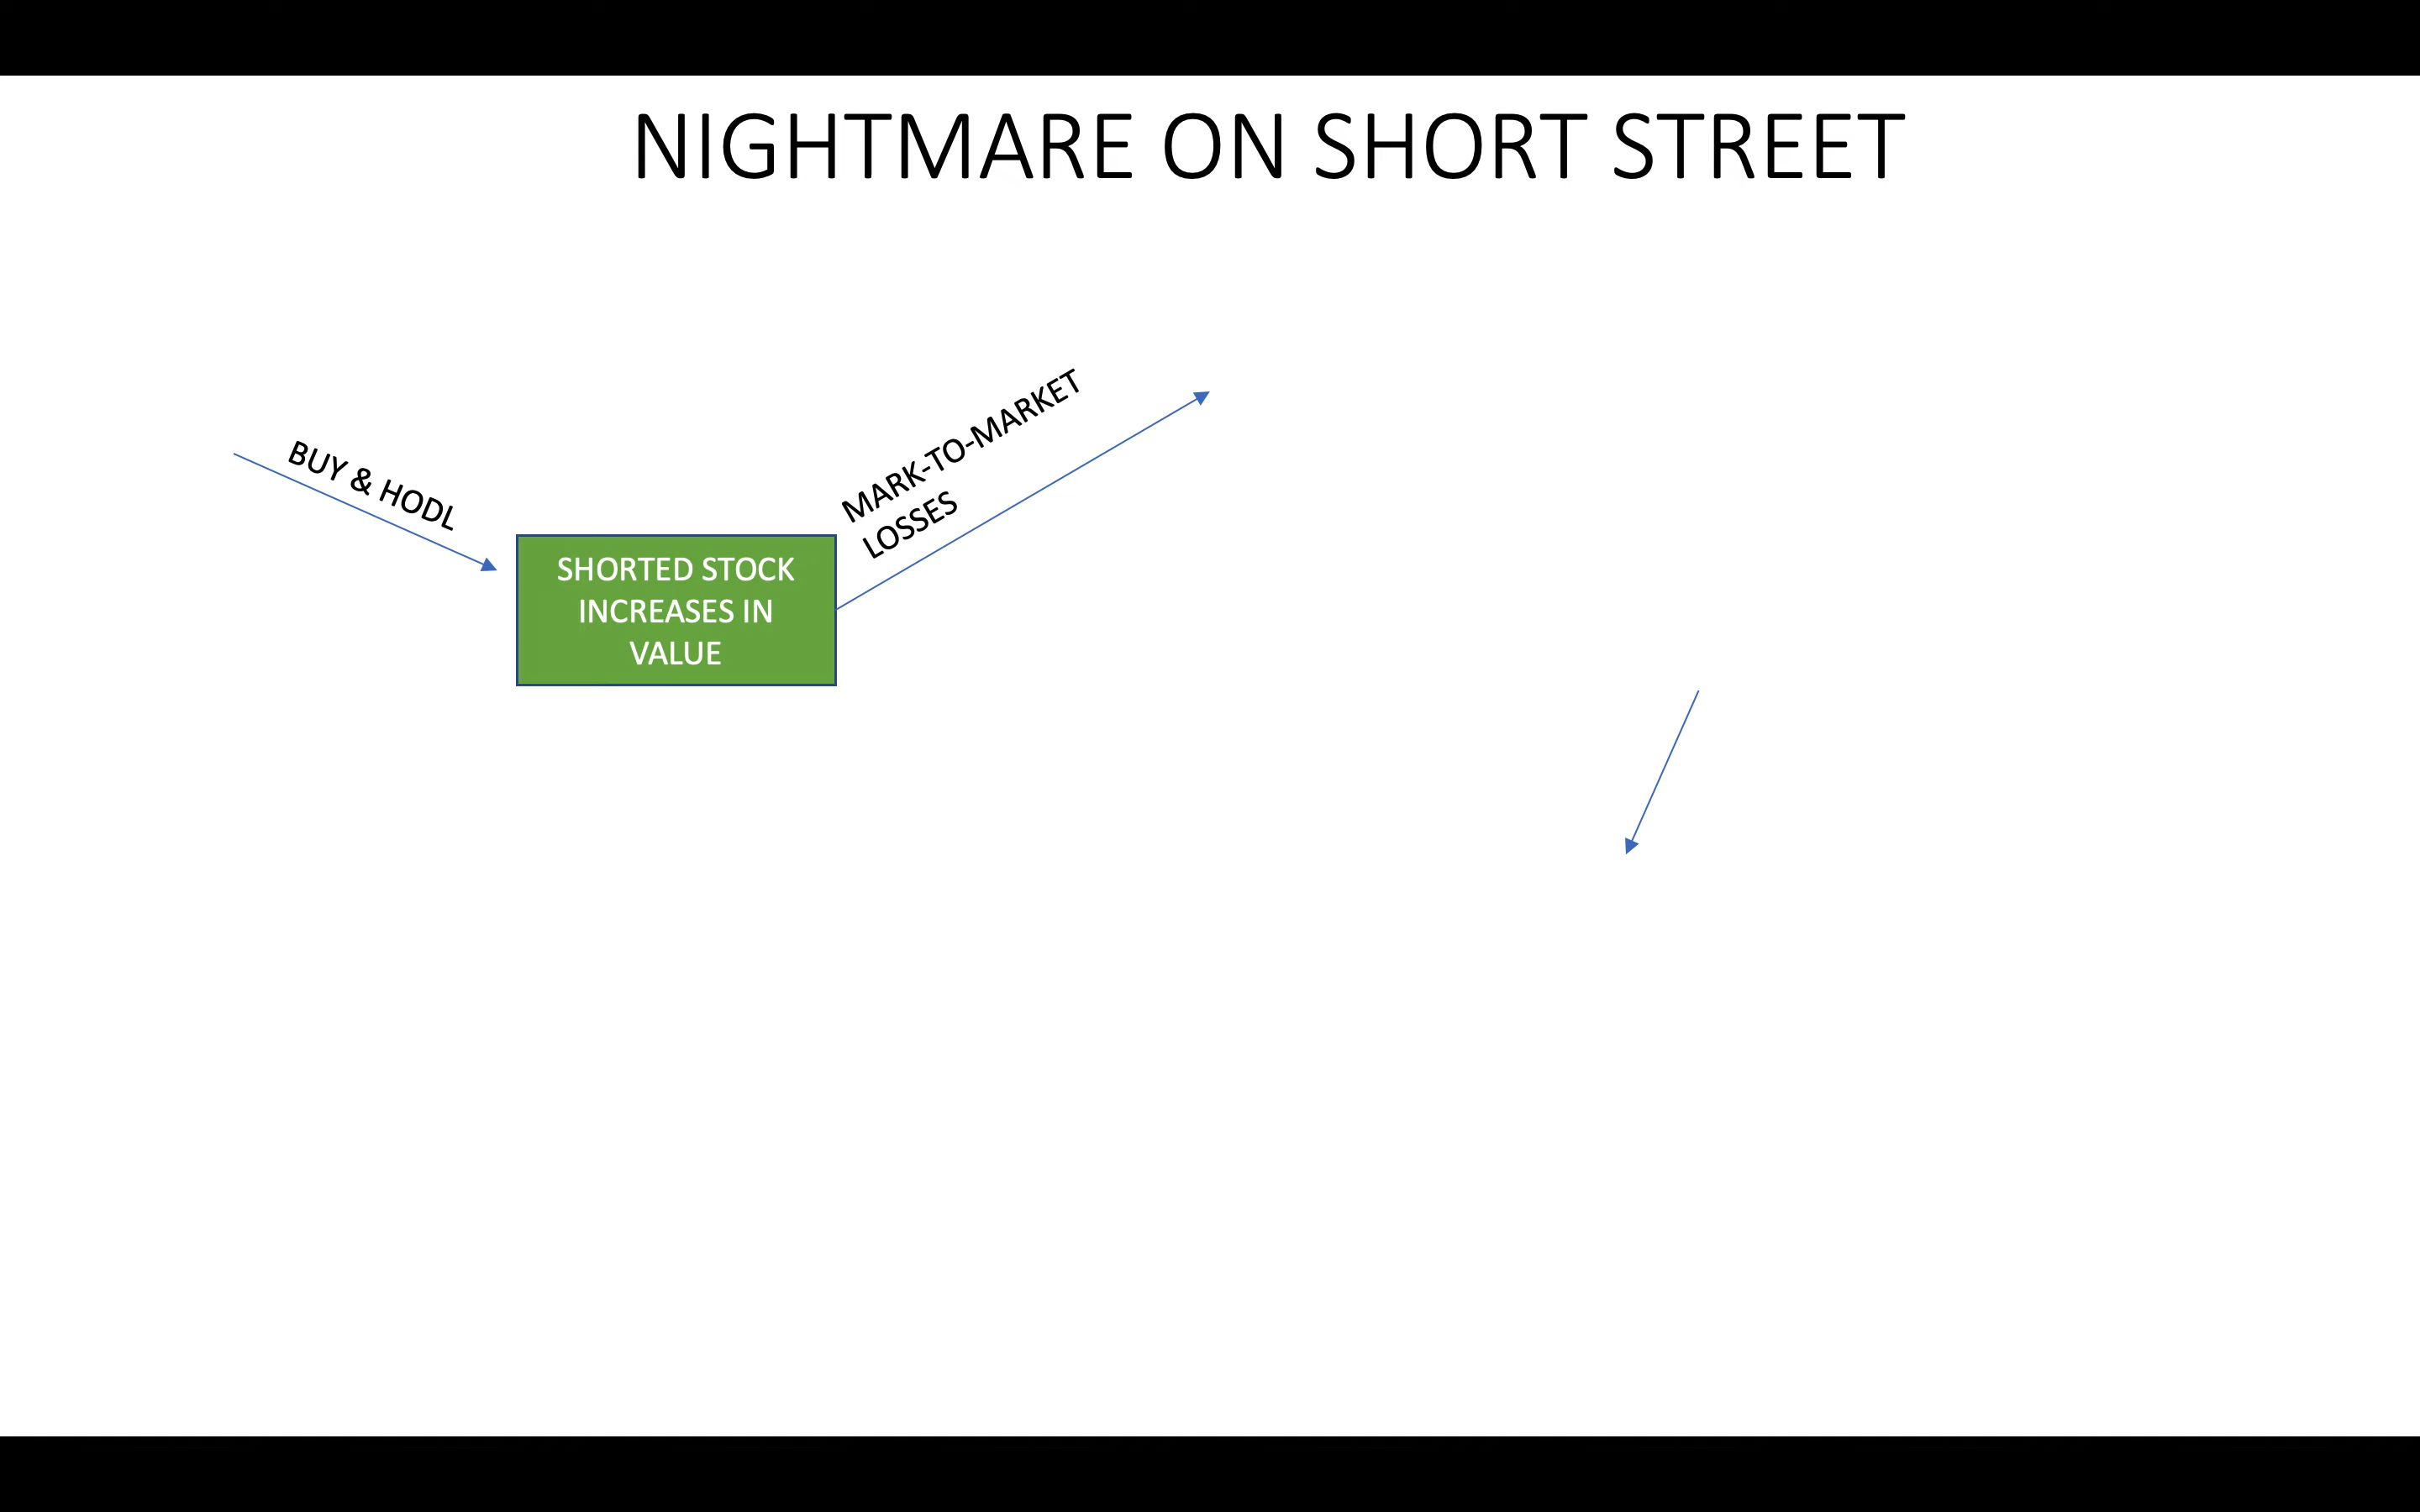 NIGHTMARE ON SHORT STREET
BUY & HODL
MARK-TO-MARKET
LOSSES
SHORTED STOCK
INCREASES IN
VALUE